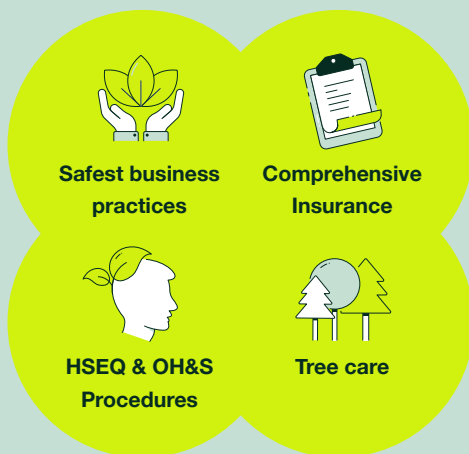 Safest business
practices
Comprehensive
Insurance
HSEQ & OH&S
Procedures
Tree care